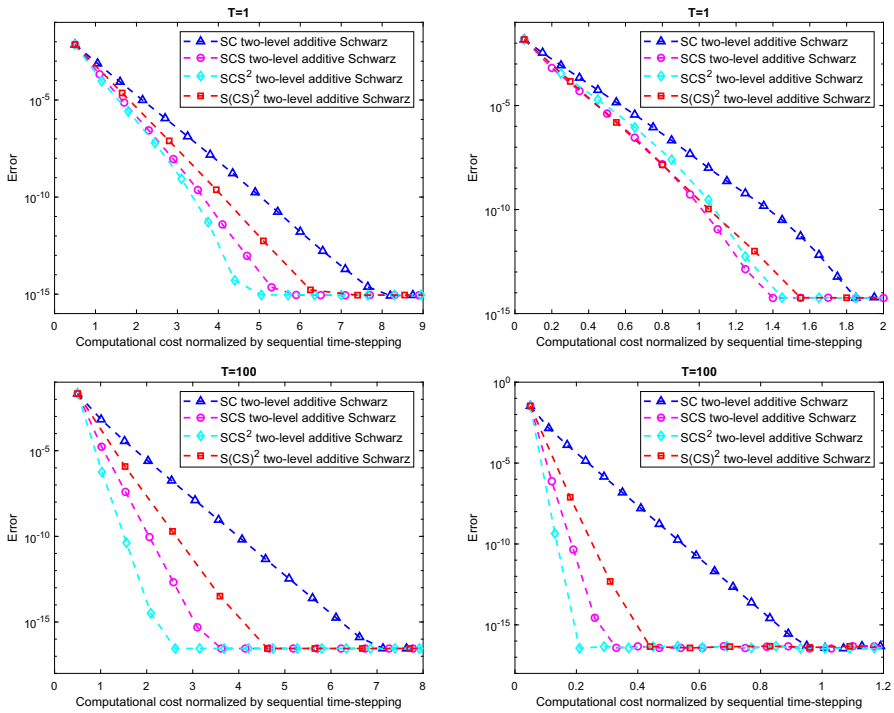 T=1
SC two-level additive Schwarz
SCS two-level additive Schwarz
SCS² two-level additive Schwarz
S(CS)² two-level additive Schwarz
Error
10⁻⁵
10⁻¹⁰
10⁻¹⁵
0 1 2 3 4 5 6 7 8 9
Computational cost normalized by sequential time-stepping
T=1
SC two-level additive Schwarz
SCS two-level additive Schwarz
SCS² two-level additive Schwarz
S(CS)² two-level additive Schwarz
Error
10⁻⁵
10⁻¹⁰
10⁻¹⁵
0 0.2 0.4 0.6 0.8 1 1.2 1.4 1.6 1.8 2
Computational cost normalized by sequential time-stepping
T=100
SC two-level additive Schwarz
SCS two-level additive Schwarz
SCS² two-level additive Schwarz
S(CS)² two-level additive Schwarz
Error
10⁻⁵
10⁻¹⁰
10⁻¹⁵
0 1 2 3 4 5 6 7 8
Computational cost normalized by sequential time-stepping
T=100
SC two-level additive Schwarz
SCS two-level additive Schwarz
SCS² two-level additive Schwarz
S(CS)² two-level additive Schwarz
Error
10⁰
10⁻⁵
10⁻¹⁰
10⁻¹⁵
0 0.2 0.4 0.6 0.8 1 1.2
Computational cost normalized by sequential time-stepping